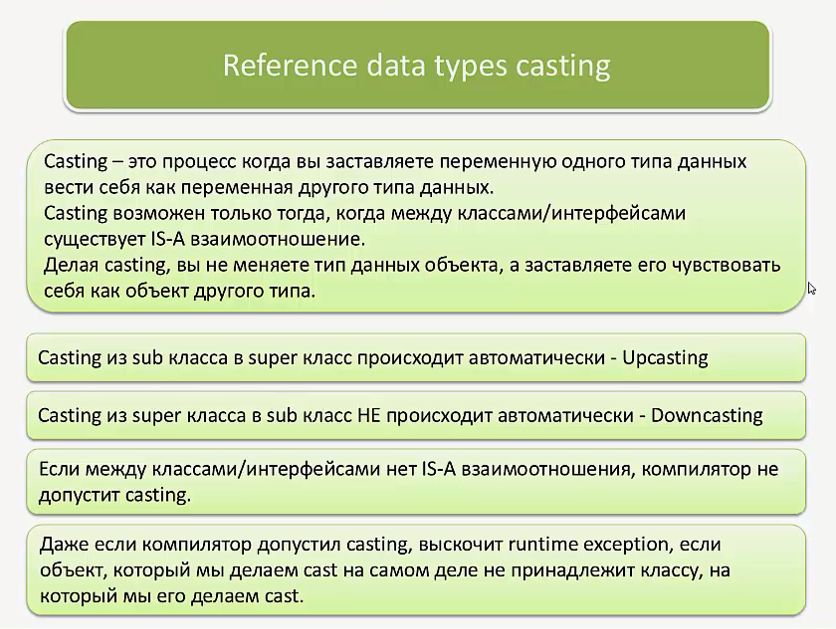 Reference data types casting
Casting – это процесс когда вы заставляете переменную одного типа данных
вести себя как переменная другого типа данных.
Casting возможен только тогда, когда между классами/интерфейсами
существует IS-A взаимоотношение.
Делая casting, вы не меняете тип данных объекта, а заставляете его чувствовать
себя как объект другого типа.
Casting из sub класса в super класс происходит автоматически - Upcasting
Casting из super класса в sub класс НЕ происходит автоматически - Downcasting
Если между классами/интерфейсами нет IS-A взаимоотношения, компилятор не
допустит casting.
Даже если компилятор допустил casting, выскочит runtime exception, если
объект, который мы делаем cast на самом деле не принадлежит классу, на
который мы его делаем cast.